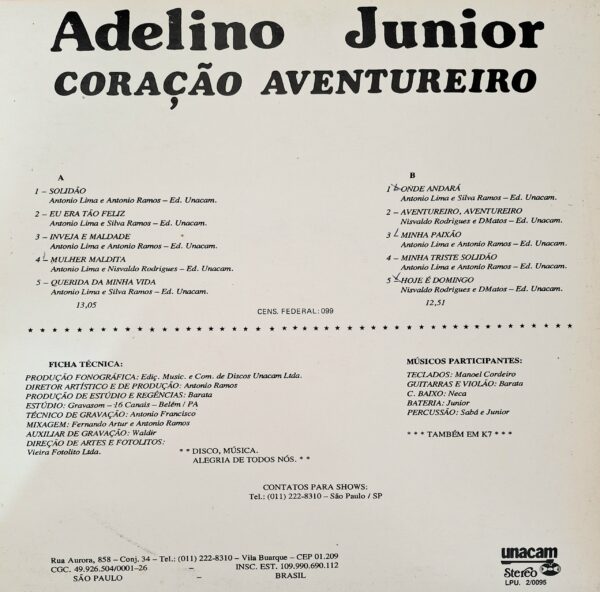 Adelino Junior
CORAÇÃO AVENTUREIRO
A
1 – SOLIDÃO
Antonio Lima e Antonio Ramos – Ed. Unacam.
2 – EU ERA TÃO FELIZ
Antonio Lima e Silva Ramos – Ed. Unacam.
3 – INVEJA E MALDADE
Antonio Lima e Antonio Ramos – Ed. Unacam.
4 – MULHER MALDITA
Antonio Lima e Nisvaldo Rodrigues – Ed. Unacam.
5 – QUERIDA DA MINHA VIDA
Antonio Lima e Silva Ramos – Ed. Unacam.
13,05
B
1 – ONDE ANDARÁ
Antonio Lima e Silva Ramos – Ed. Unacam.
2 – AVENTUREIRO, AVENTUREIRO
Nisvaldo Rodrigues e DMatos – Ed. Unacam.
3 – MINHA PAIXÃO
Antonio Lima e Antonio Ramos – Ed. Unacam.
4 – MINHA TRISTE SOLIDÃO
Antonio Lima e Antonio Ramos – Ed. Unacam.
5 – HOJE É DOMINGO
Nisvaldo Rodrigues e DMatos – Ed. Unacam.
12,51
CENS. FEDERAL: 099
FICHA TÉCNICA:
PRODUÇÃO FONOGRÁFICA: Ediç. Music. e Com. de Discos Unacam Ltda.
DIRETOR ARTÍSTICO E DE PRODUÇÃO: Antonio Ramos
PRODUÇÃO DE ESTÚDIO E REGÊNCIAS: Barata
ESTÚDIO: Gravasom – 16 Canais – Belém / PA
TÉCNICO DE GRAVAÇÃO: Antonio Francisco
MIXAGEM: Fernando Artur e Antonio Ramos
AUXILIAR DE GRAVAÇÃO: Waldir
DIREÇÃO DE ARTES E FOTOLITOS:
Vieira Fotolito Ltda.
* * DISCO, MÚSICA.
ALEGRIA DE TODOS NÓS. * *
MÚSICOS PARTICIPANTES:
TECLADOS: Manoel Cordeiro
GUITARRAS E VIOLÃO: Barata
C. BAIXO: Neca
BATERIA: Junior
PERCUSSÃO: Sabá e Junior
* * * TAMBÉM EM K7 * * *
CONTATOS PARA SHOWS:
Tel.: (011) 222-8310 – São Paulo / SP
Rua Aurora, 858 – Conj. 34 – Tel.: (011) 222-8310 – Vila Buarque – CEP 01.209
CGC. 49.926.504/0001-26 – INSC. EST. 109.990.690.112
SÃO PAULO – BRASIL
unacam
Stereo
LPU. 2/0095